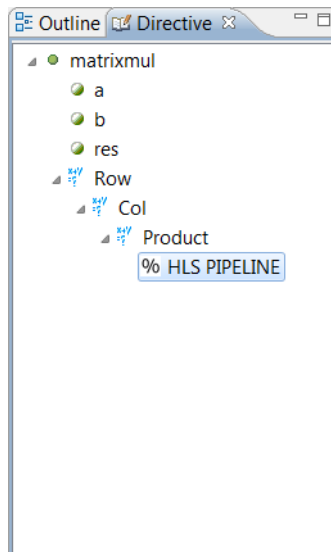 Outline Directive
matrixmul
a
b
res
Row
Col
Product
% HLS PIPELINE